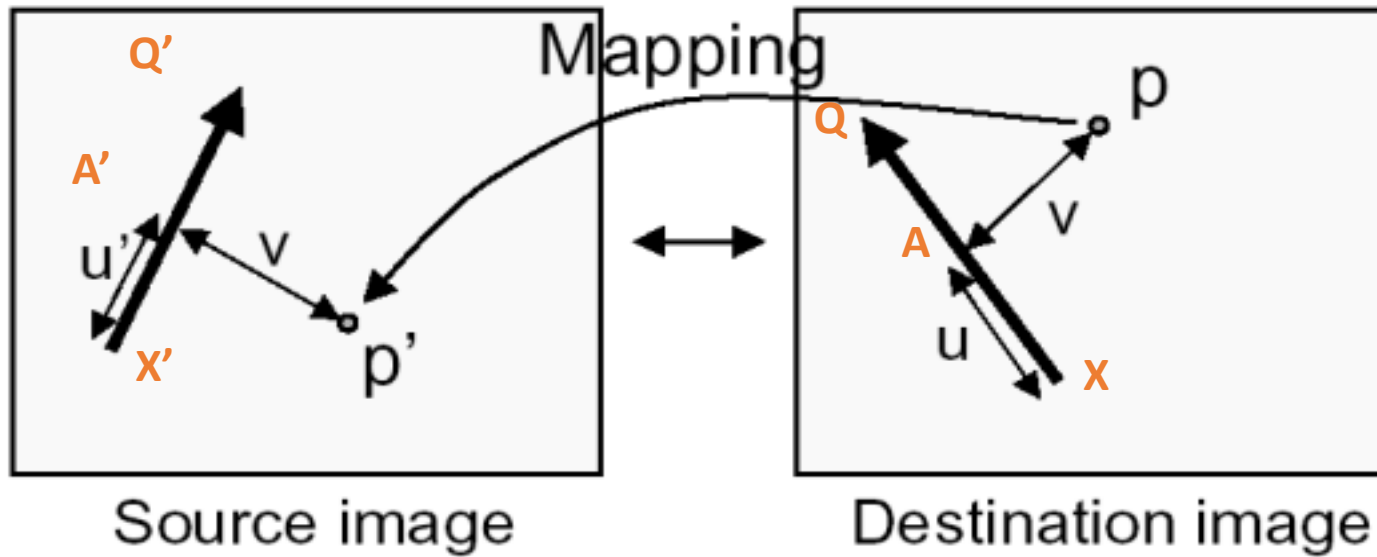 Mapping
Q’
A’
u’
v
X’
p’
Q
p
A
v
u
X
Source image
Destination image